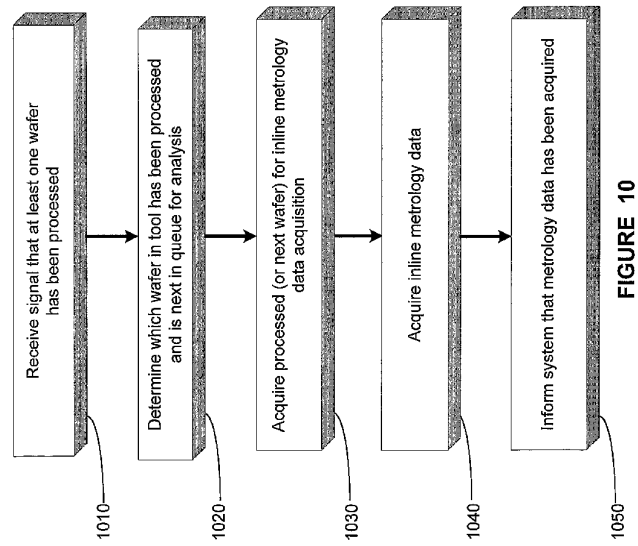 Receive signal that at least one wafer
has been processed
1010
Determine which wafer in tool has been processed
and is next in queue for analysis
1020
Acquire processed (or next wafer) for inline metrology
data acquisition
1030
Acquire inline metrology data
1040
Inform system that metrology data has been acquired
1050
FIGURE 10